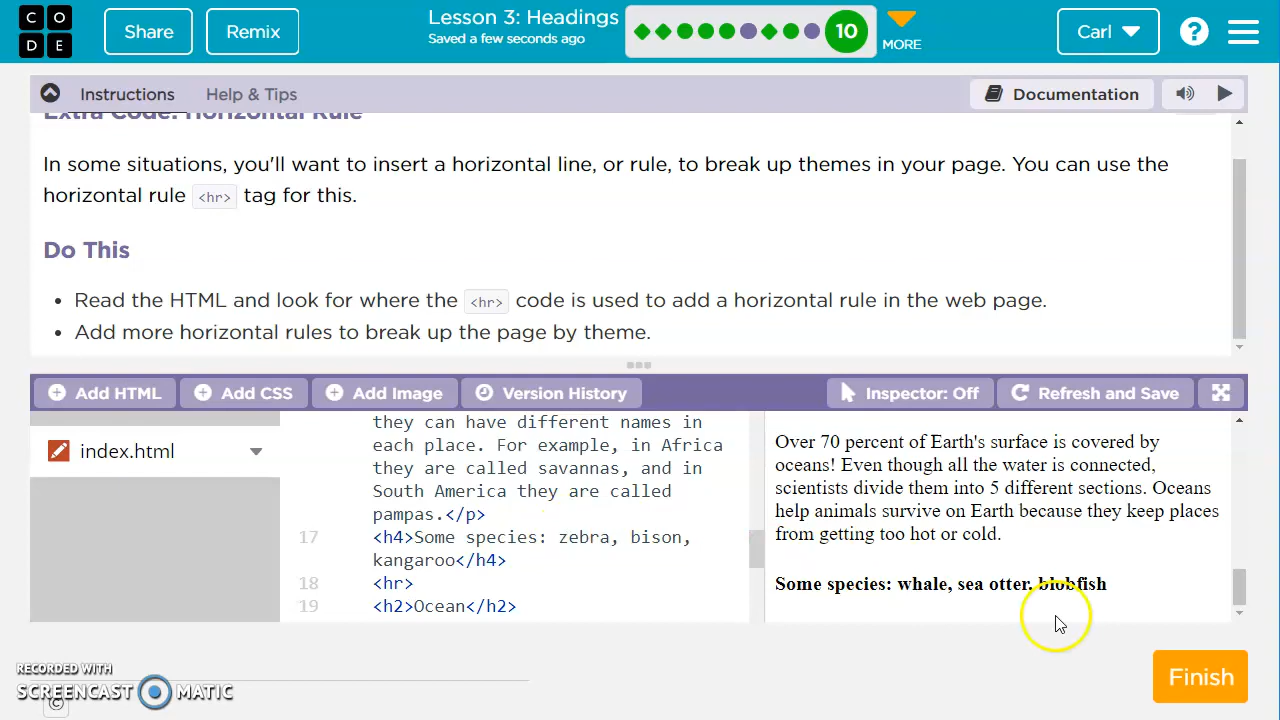 CODE
Share
Remix
Lesson 3: Headings
Saved a few seconds ago
10
MORE
Carl
?
Instructions
Help & Tips
Documentation
Extra Code: Horizontal Rule
In some situations, you'll want to insert a horizontal line, or rule, to break up themes in your page. You can use the
horizontal rule <hr> tag for this.
Do This
• Read the HTML and look for where the <hr> code is used to add a horizontal rule in the web page.
• Add more horizontal rules to break up the page by theme.
Add HTML
Add CSS
Add Image
Version History
Inspector: Off
Refresh and Save
index.html
they can have different names in
each place. For example, in Africa
they are called savannas, and in
South America they are called
pampas.</p>
17 <h4>Some species: zebra, bison,
kangaroo</h4>
18 <hr>
19 <h2>Ocean</h2>
Over 70 percent of Earth's surface is covered by
oceans! Even though all the water is connected,
scientists divide them into 5 different sections. Oceans
help animals survive on Earth because they keep places
from getting too hot or cold.
Some species: whale, sea otter. blobfish
Finish
RECORDED WITH
SCREENCAST MATIC
©